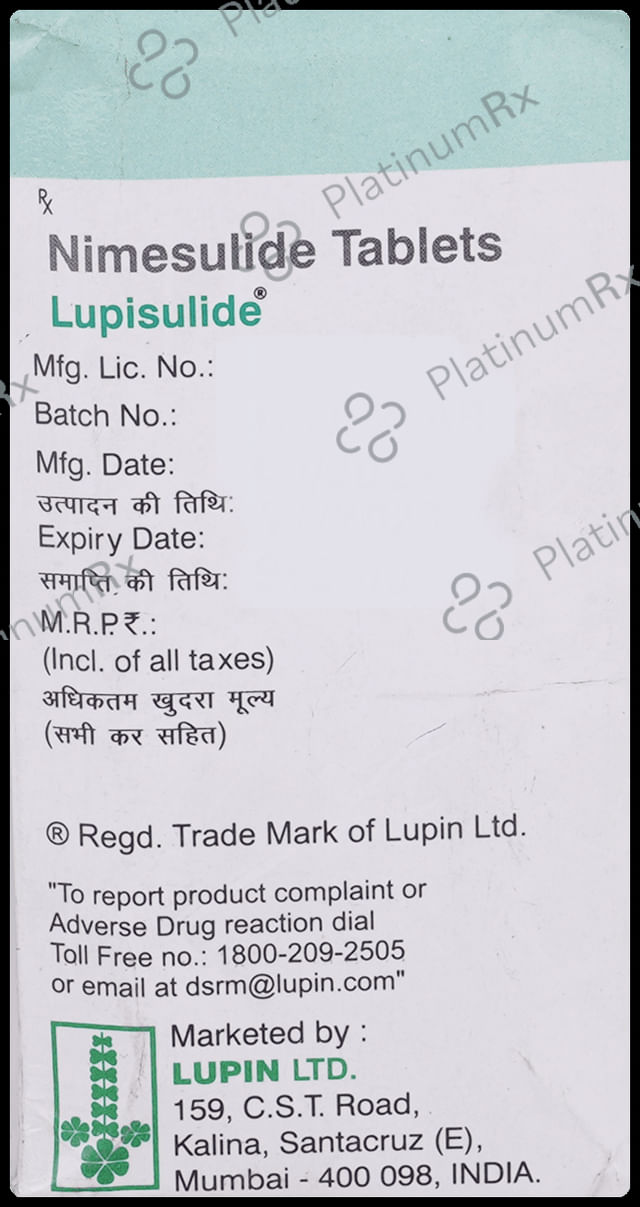 PlatinumRx
℞
Nimesulide Tablets
Lupisulide®
Mfg. Lic. No.:
Batch No.:
Mfg. Date:
उत्पादन की तिथि:
Expiry Date:
समाप्ति की तिथि:
M.R.P.₹.:
(Incl. of all taxes)
अधिकतम खुदरा मूल्य
(सभी कर सहित)
® Regd. Trade Mark of Lupin Ltd.
"To report product complaint or
Adverse Drug reaction dial
Toll Free no.: 1800-209-2505
or email at dsrm@lupin.com"
Marketed by :
LUPIN LTD.
159, C.S.T. Road,
Kalina, Santacruz (E),
Mumbai - 400 098, INDIA.
PlatinumRx